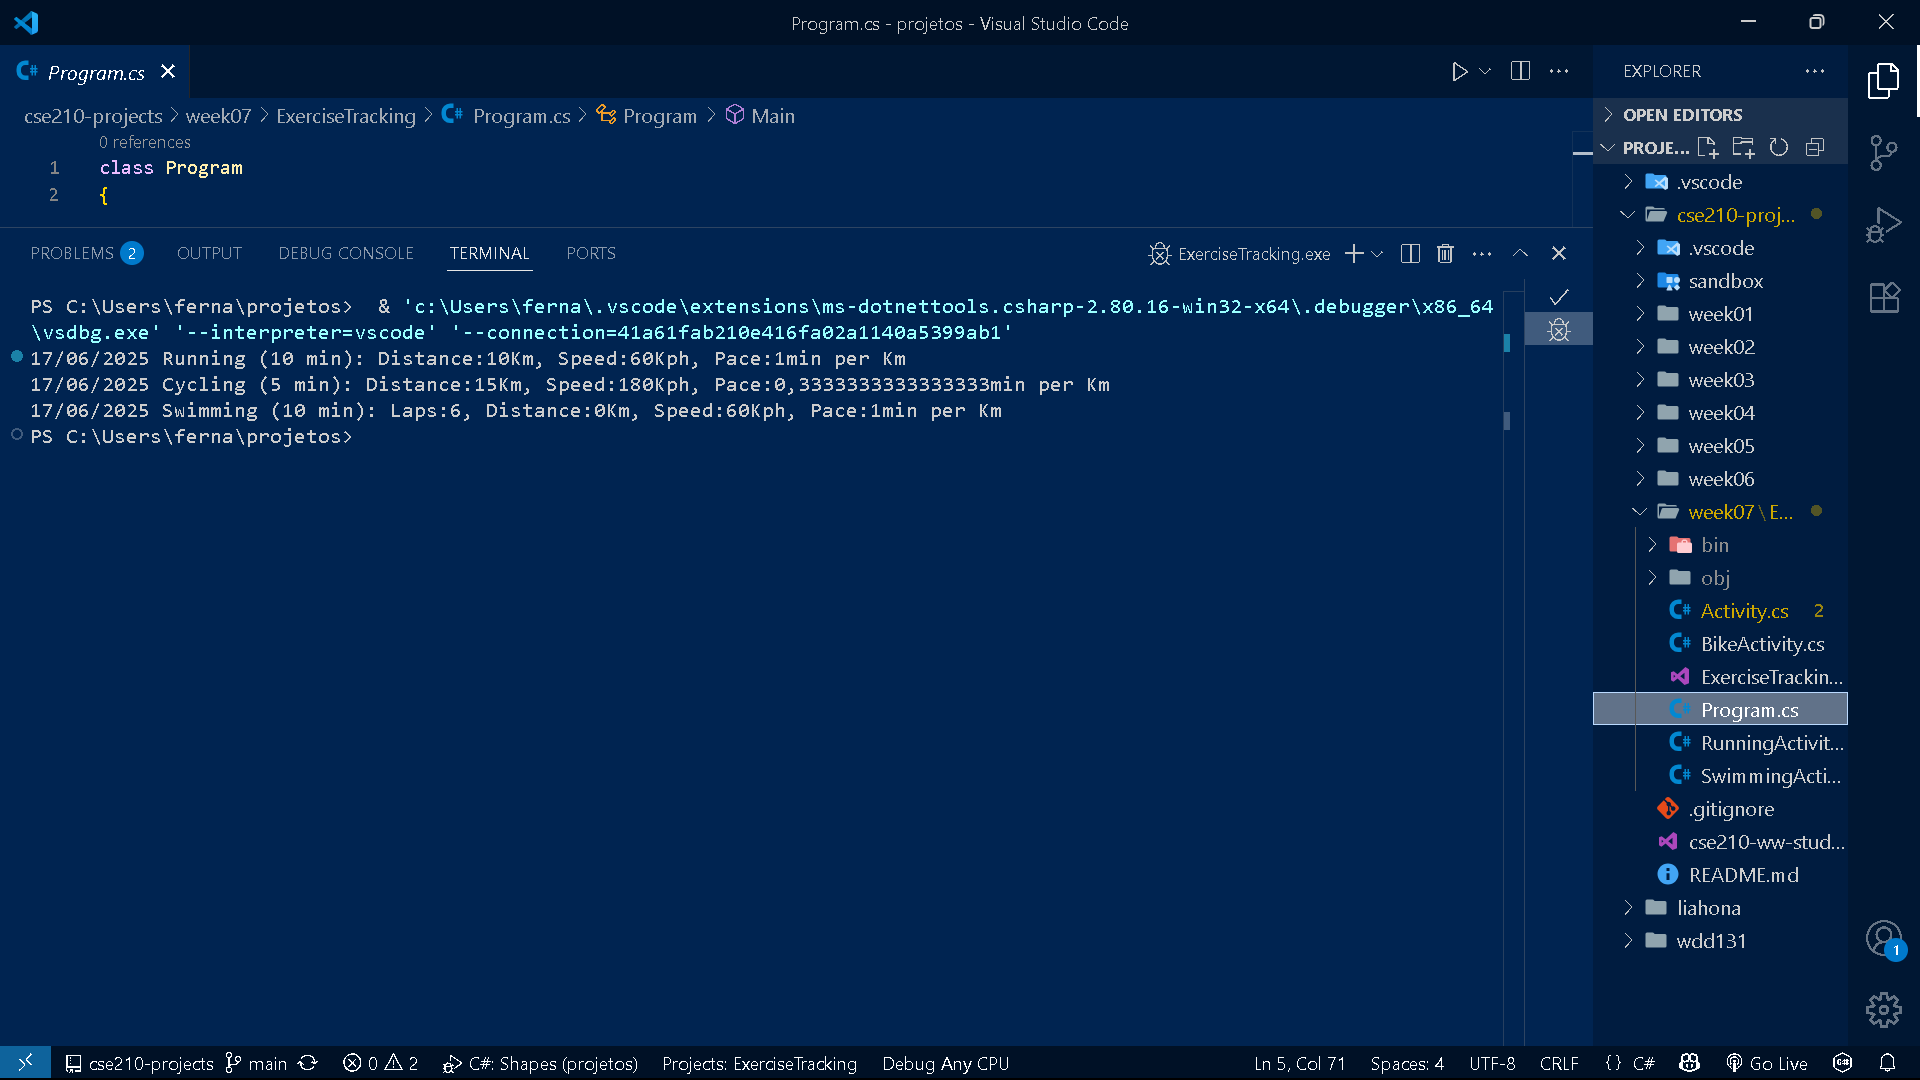 Program.cs - projetos - Visual Studio Code
Program.cs
cse210-projects > week07 > ExerciseTracking > Program.cs > Program > Main
0 references
1 class Program
2 {
PROBLEMS 2 OUTPUT DEBUG CONSOLE TERMINAL PORTS
ExerciseTracking.exe
PS C:\Users\ferna\projetos>  & 'c:\Users\ferna\.vscode\extensions\ms-dotnettools.csharp-2.80.16-win32-x64\.debugger\x86_64
\vsdbg.exe' '--interpreter=vscode' '--connection=41a61fab210e416fa02a1140a5399ab1'
17/06/2025 Running (10 min): Distance:10Km, Speed:60Kph, Pace:1min per Km
17/06/2025 Cycling (5 min): Distance:15Km, Speed:180Kph, Pace:0,3333333333333333min per Km
17/06/2025 Swimming (10 min): Laps:6, Distance:0Km, Speed:60Kph, Pace:1min per Km
PS C:\Users\ferna\projetos>
EXPLORER
OPEN EDITORS
PROJE...
.vscode
cse210-proj...
.vscode
sandbox
week01
week02
week03
week04
week05
week06
week07 \ E...
bin
obj
Activity.cs 2
BikeActivity.cs
ExerciseTrackin...
Program.cs
RunningActivit...
SwimmingActi...
.gitignore
cse210-ww-stud...
README.md
liahona
wdd131
1
cse210-projects main 0 2 C#: Shapes (projetos) Projects: ExerciseTracking Debug Any CPU Ln 5, Col 71 Spaces: 4 UTF-8 CRLF {} C# Go Live